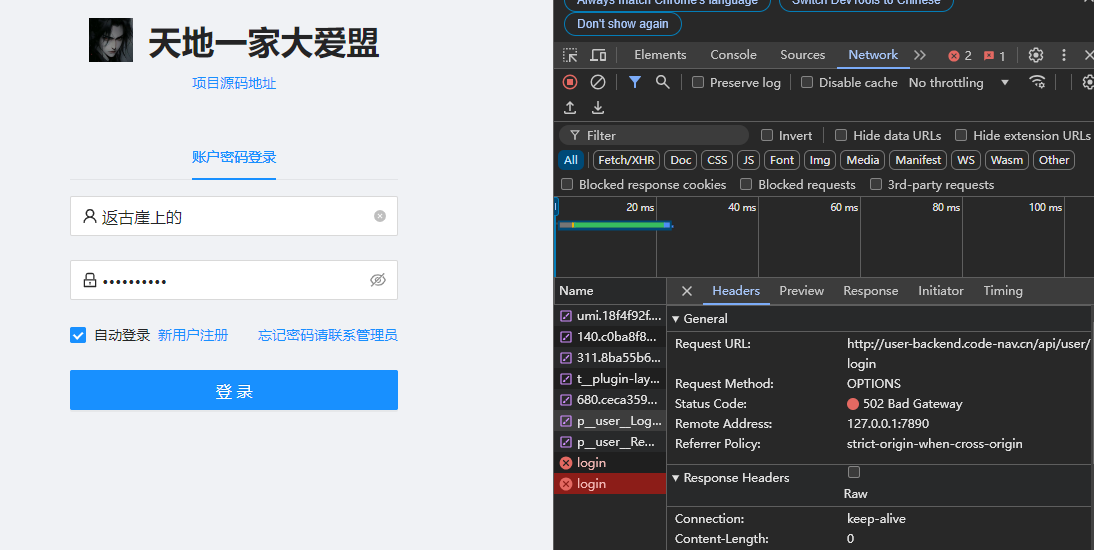 天地一家大爱盟
项目源码地址
账户密码登录
返古崖上的
••••••••••
自动登录 新用户注册 忘记密码请联系管理员
登 录
Always match Chrome's language Switch DevTools to Chinese
Don't show again
Elements Console Sources Network 2 1
Preserve log Disable cache No throttling
Filter Invert Hide data URLs Hide extension URLs
All Fetch/XHR Doc CSS JS Font Img Media Manifest WS Wasm Other
Blocked response cookies Blocked requests 3rd-party requests
20 ms 40 ms 60 ms 80 ms 100 ms
Name
umi.18f4f92f....
140.c0ba8f8...
311.8ba55b6...
t__plugin-lay...
680.ceca359...
p__user__Log...
p__user__Re...
login
login
Headers Preview Response Initiator Timing
General
Request URL: http://user-backend.code-nav.cn/api/user/
login
Request Method: OPTIONS
Status Code: 502 Bad Gateway
Remote Address: 127.0.0.1:7890
Referrer Policy: strict-origin-when-cross-origin
Response Headers
Raw
Connection: keep-alive
Content-Length: 0